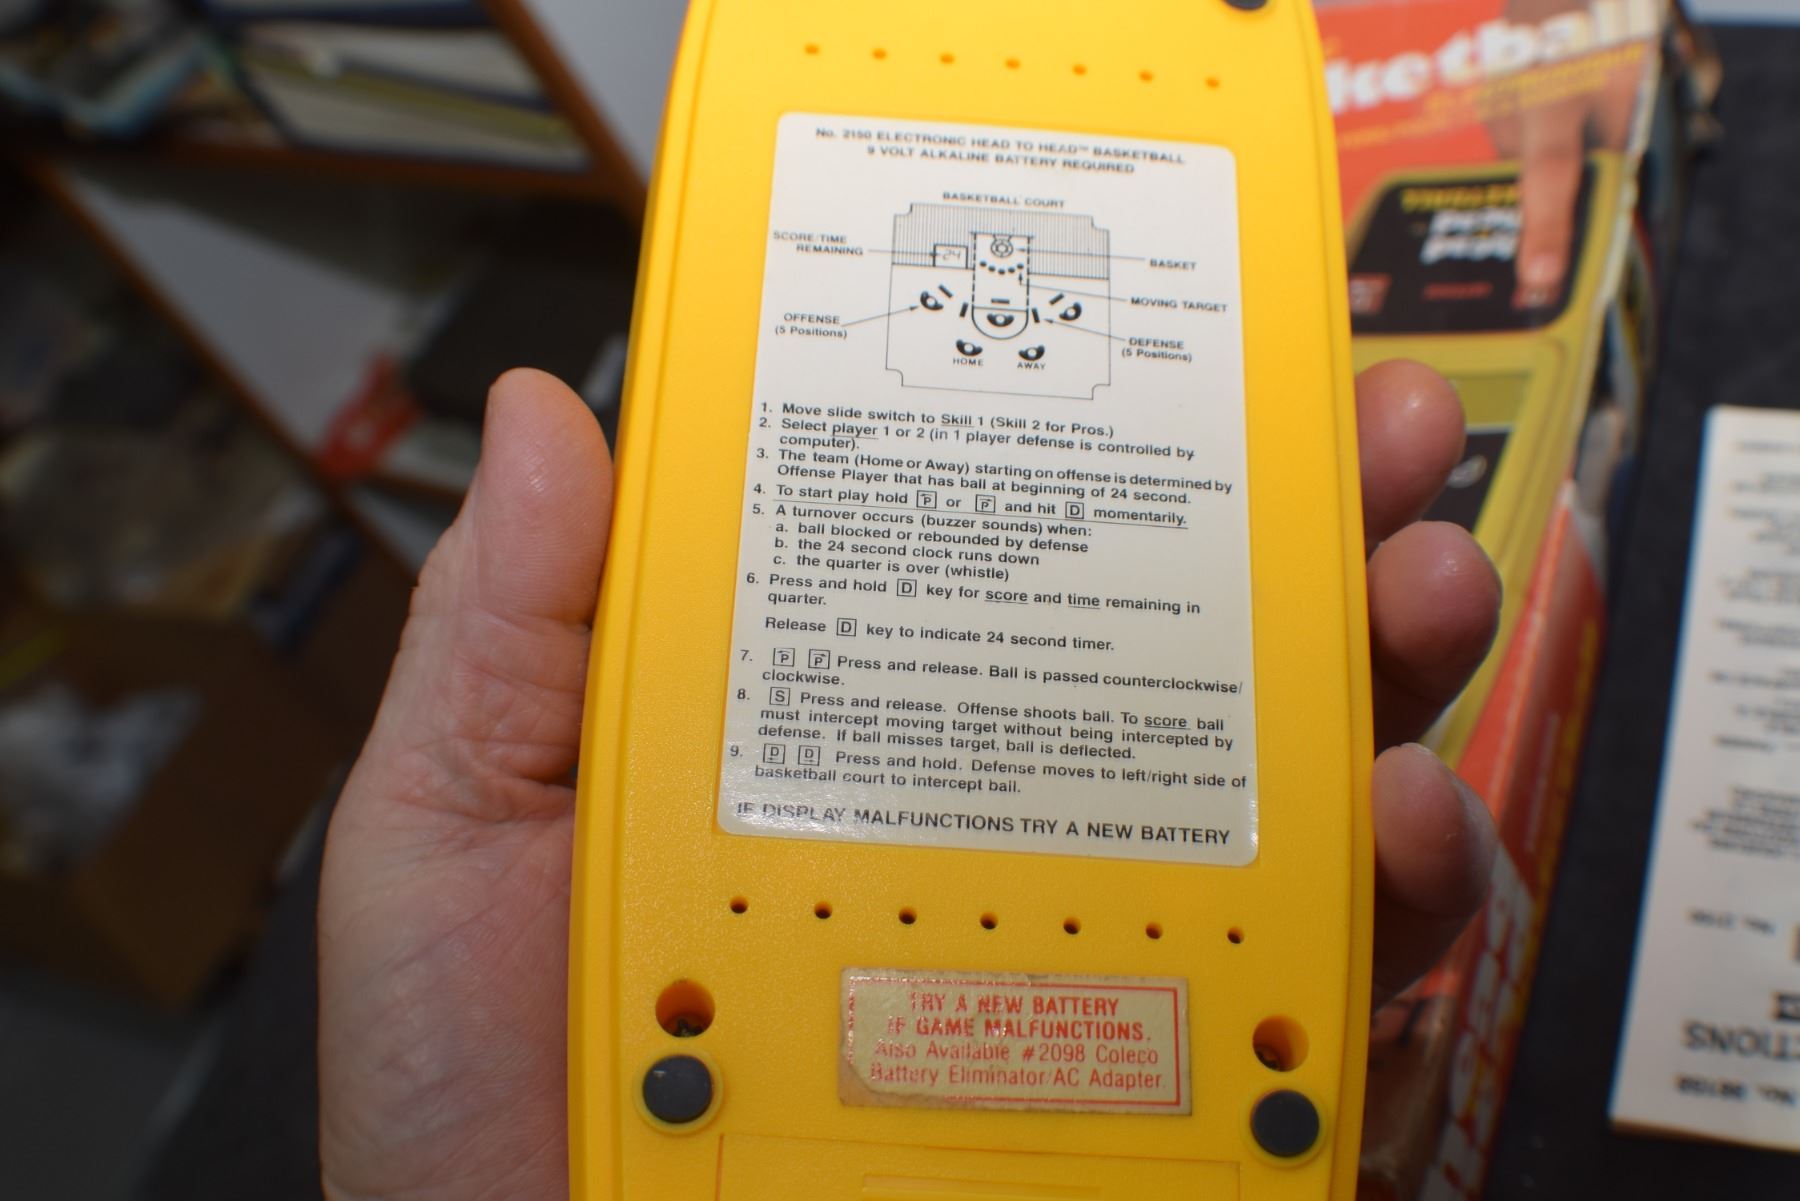 No. 2150 ELECTRONIC HEAD TO HEAD™ BASKETBALL
9 VOLT ALKALINE BATTERY REQUIRED
BASKETBALL COURT
SCORE/TIME
REMAINING
24
BASKET
MOVING TARGET
OFFENSE
(5 Positions)
DEFENSE
(5 Positions)
HOME
AWAY
1. Move slide switch to Skill 1 (Skill 2 for Pros.)
2. Select player 1 or 2 (in 1 player defense is controlled by
computer).
3. The team (Home or Away) starting on offense is determined by
Offense Player that has ball at beginning of 24 second.
4. To start play hold P or P and hit D momentarily.
5. A turnover occurs (buzzer sounds) when:
a. ball blocked or rebounded by defense
b. the 24 second clock runs down
c. the quarter is over (whistle)
6. Press and hold D key for score and time remaining in
quarter.
Release D key to indicate 24 second timer.
7. P P Press and release. Ball is passed counterclockwise/
clockwise.
8. S Press and release. Offense shoots ball. To score ball
must intercept moving target without being intercepted by
defense. If ball misses target, ball is deflected.
9. D D Press and hold. Defense moves to left/right side of
basketball court to intercept ball.
IF DISPLAY MALFUNCTIONS TRY A NEW BATTERY
TRY A NEW BATTERY
IF GAME MALFUNCTIONS.
Also Available #2098 Coleco
Battery Eliminator/AC Adapter.
ketball